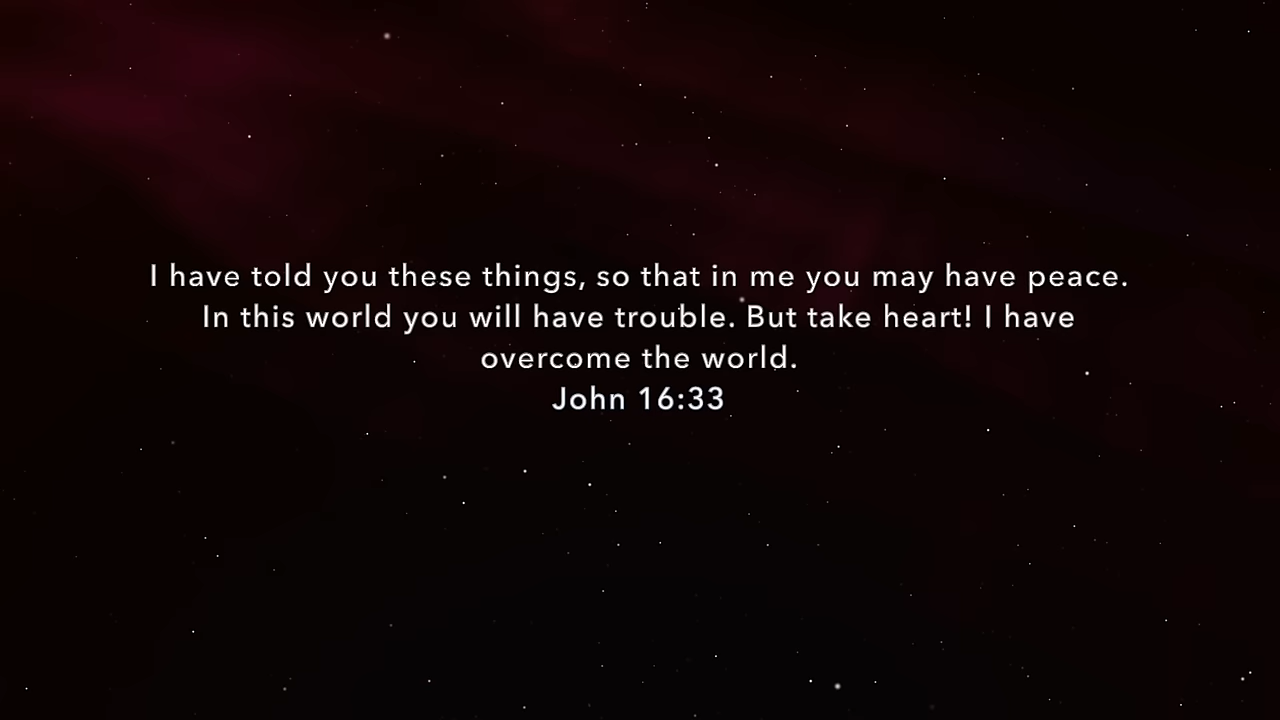 I have told you these things, so that in me you may have peace.
In this world you will have trouble. But take heart! I have
overcome the world.
John 16:33